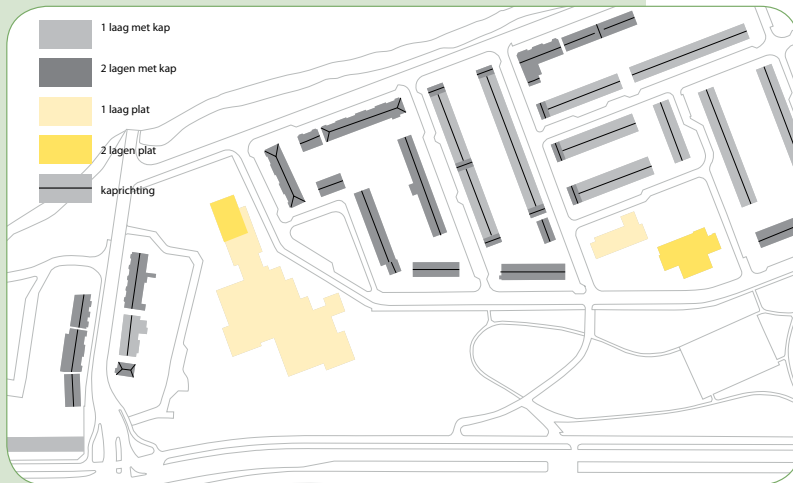 1 laag met kap
2 lagen met kap
1 laag plat
2 lagen plat
kaprichting